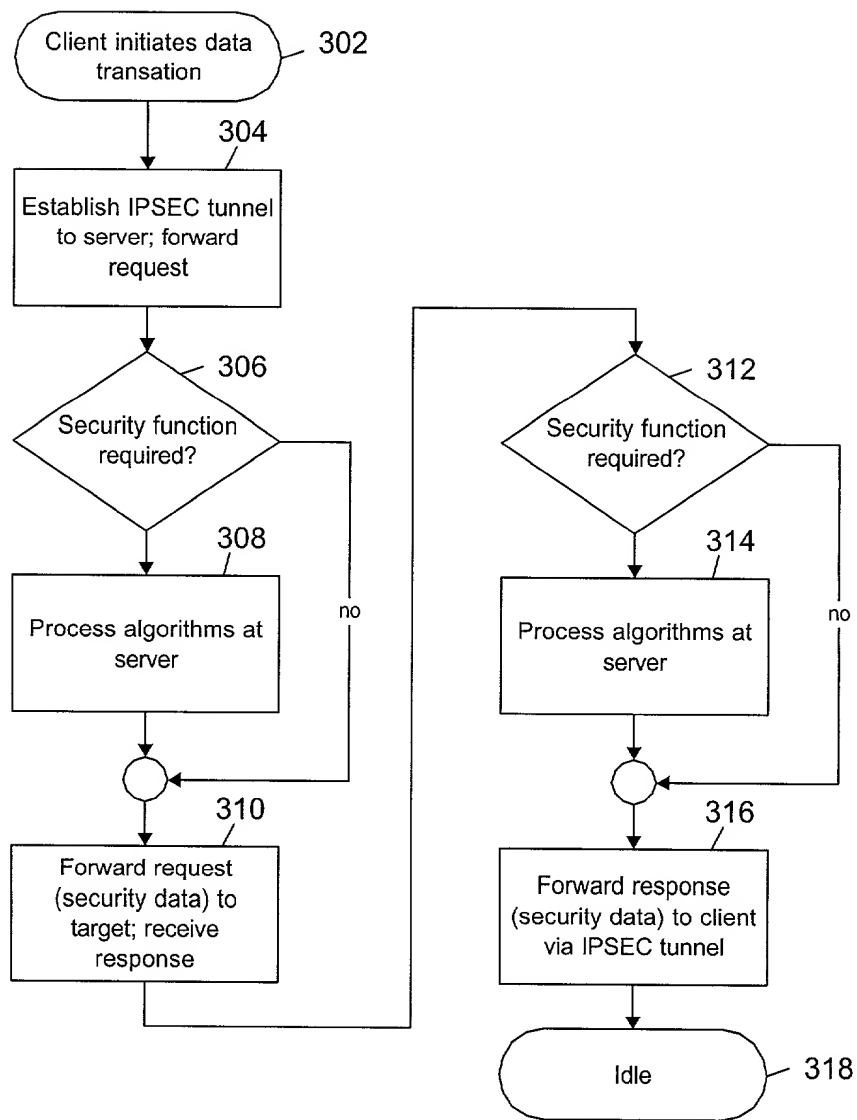 Client initiates data
transation
302
304
Establish IPSEC tunnel
to server; forward
request
306
Security function
required?
308
no
Process algorithms at
server
310
Forward request
(security data) to
target; receive
response
312
Security function
required?
314
no
Process algorithms at
server
316
Forward response
(security data) to client
via IPSEC tunnel
Idle
318